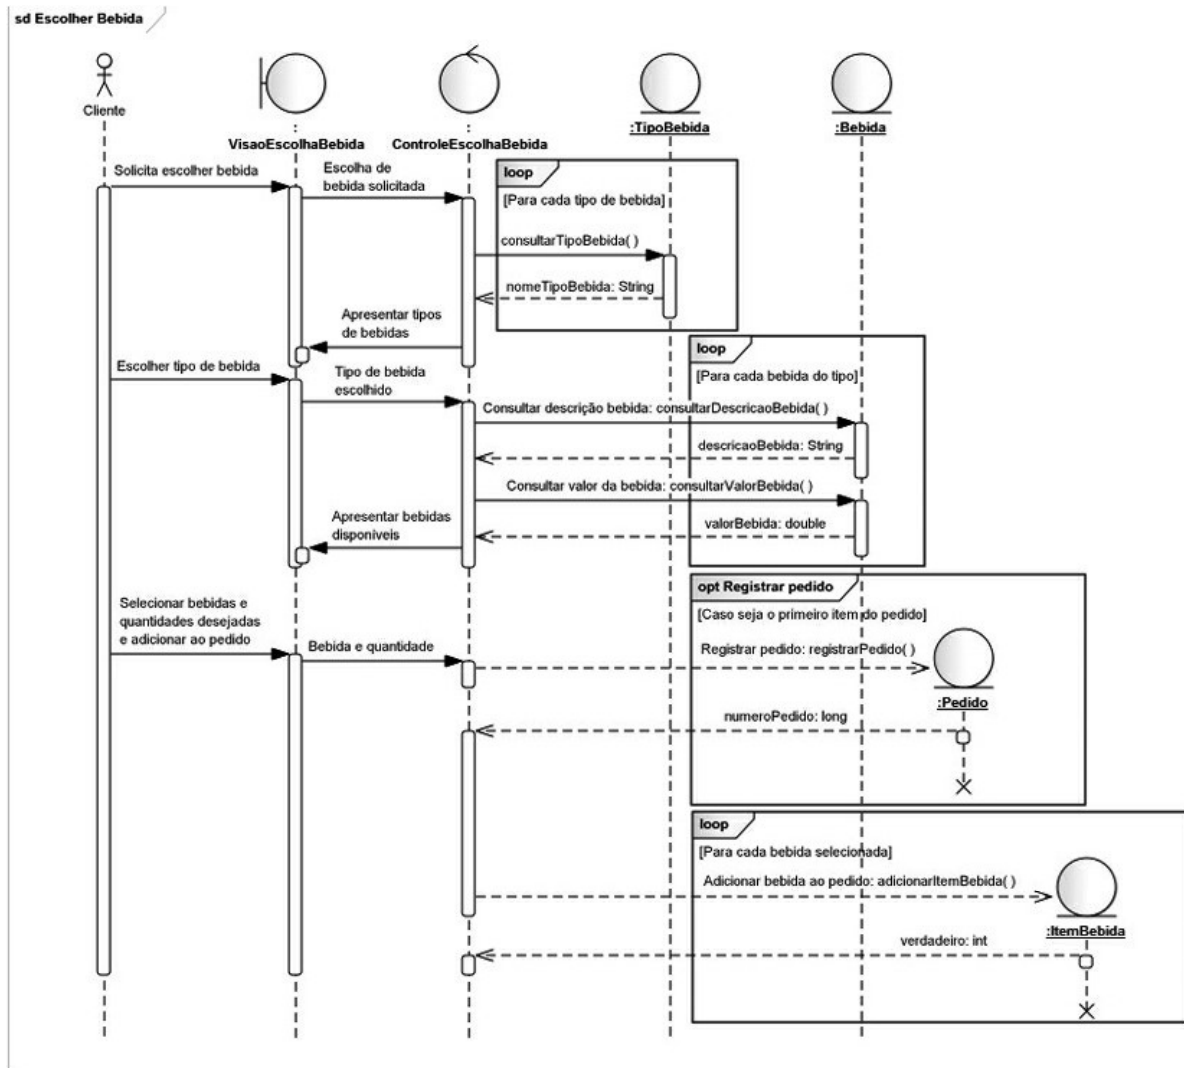 sd Escolher Bebida
Cliente
:
VisaoEscolhaBebida
:
ControleEscolhaBebida
:TipoBebida
:Bebida
Solicita escolher bebida
Escolha de
bebida solicitada
loop
[Para cada tipo de bebida]
consultarTipoBebida( )
nomeTipoBebida: String
Apresentar tipos
de bebidas
loop
[Para cada bebida do tipo]
Escolher tipo de bebida
Tipo de bebida
escolhido
Consultar descrição bebida: consultarDescricaoBebida( )
descricaoBebida: String
Consultar valor da bebida: consultarValorBebida( )
Apresentar bebidas
disponíveis
valorBebida: double
opt Registrar pedido
[Caso seja o primeiro item do pedido]
Selecionar bebidas e
quantidades desejadas
e adicionar ao pedido
Bebida e quantidade
Registrar pedido: registrarPedido( )
:Pedido
numeroPedido: long
loop
[Para cada bebida selecionada]
Adicionar bebida ao pedido: adicionarItemBebida( )
:ItemBebida
verdadeiro: int